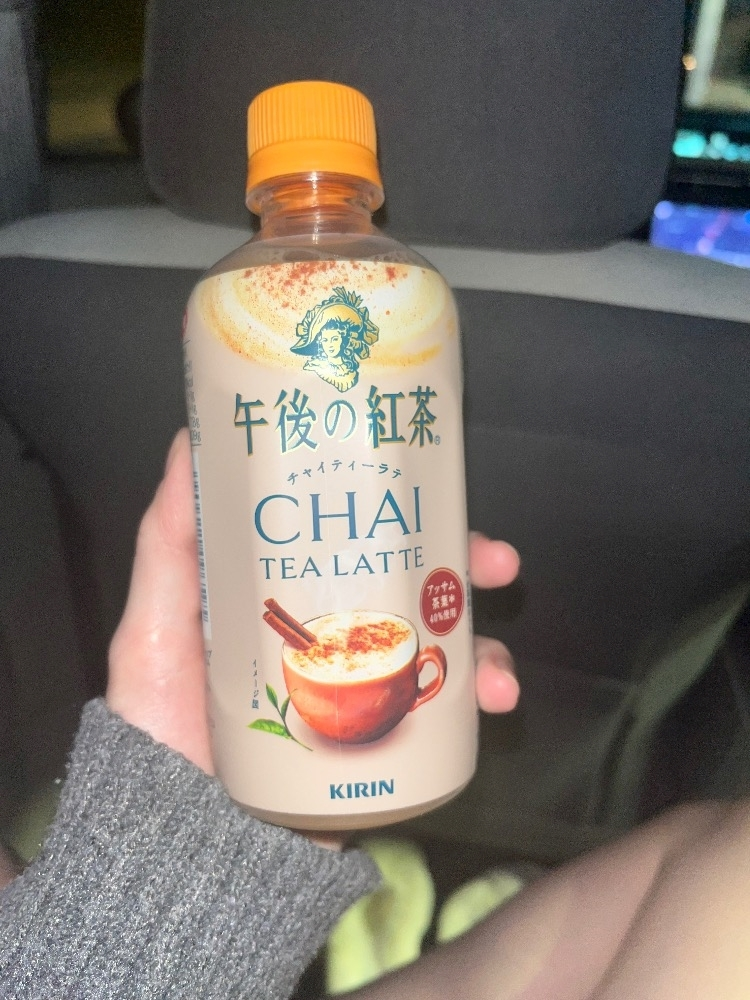 午後の紅茶®
チャイティーラテ
CHAI
TEA LATTE
アッサム
茶葉*
40%使用
イメージ図
KIRIN